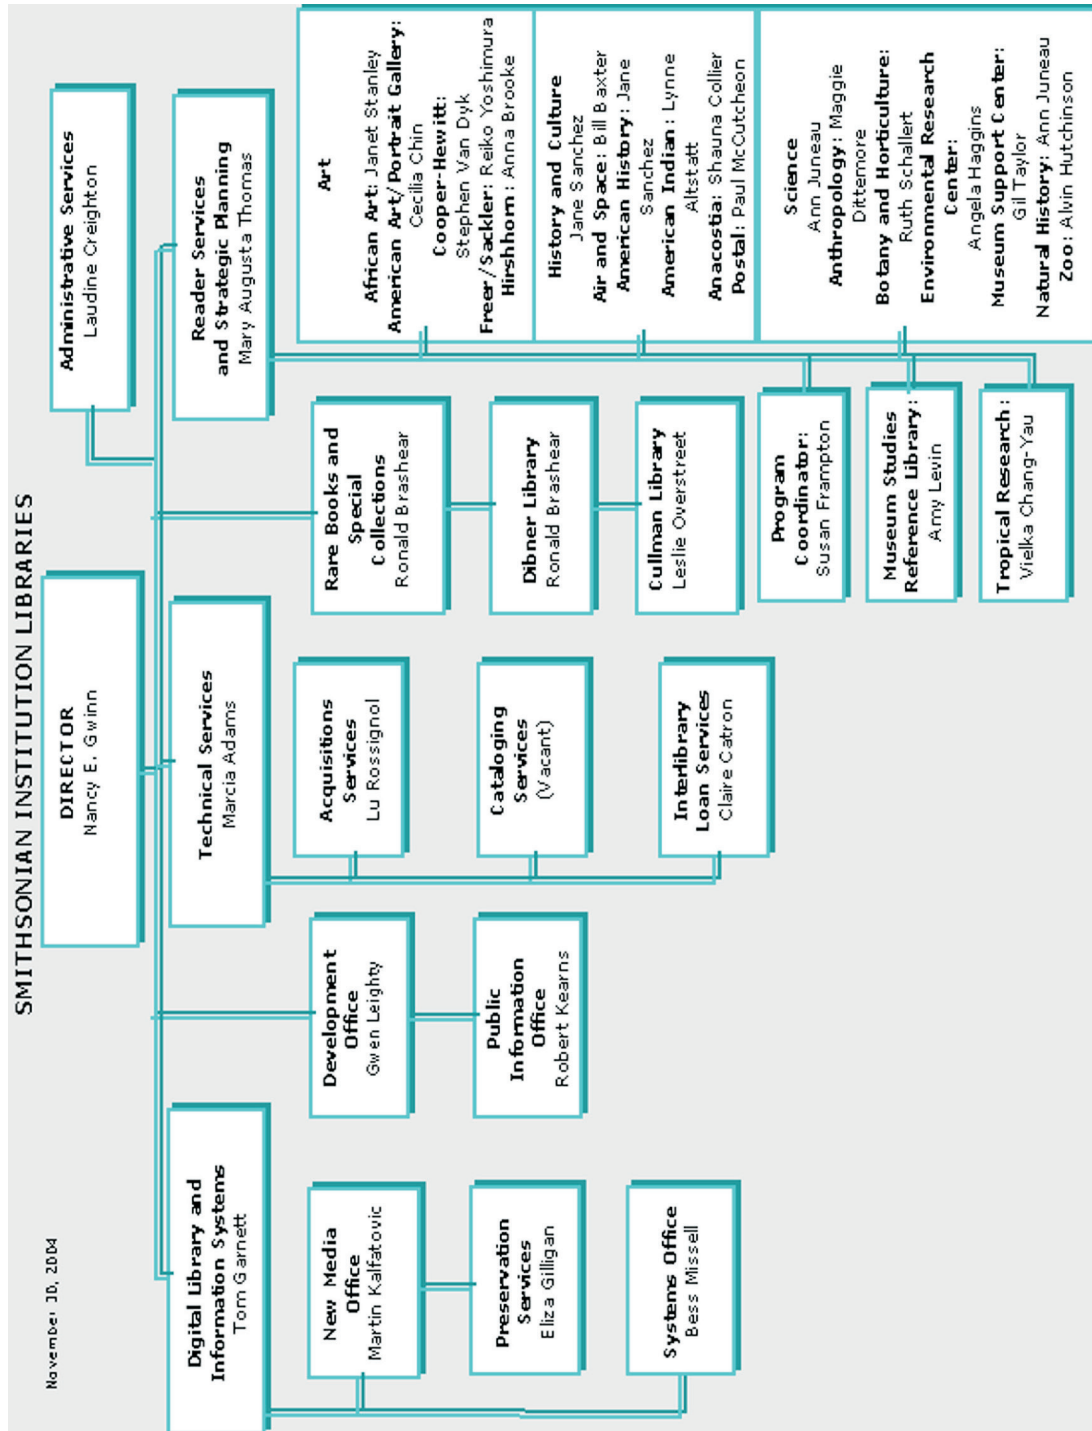 SMITHSONIAN INSTITUTION LIBRARIES
November 30, 2004
DIRECTOR
Nancy E. Gwinn
Administrative Services
Laudine Creighton
Digital Library and
Information Systems
Tom Garnett
Technical Services
Marcia Adams
Reader Services
and Strategic Planning
Mary Augusta Thomas
New Media
Office
Martin Kalfatovic
Preservation
Services
Eliza Gilligan
Systems Office
Bess Missell
Development
Office
Gwen Leighty
Public
Information
Office
Robert Kearns
Acquisitions
Services
Lu Rossignol
Cataloging
Services
(Vacant)
Interlibrary
Loan Services
Claire Catron
Rare Books and
Special
Collections
Ronald Brashear
Dibner Library
Ronald Brashear
Cullman Library
Leslie Overstreet
Program
Coordinator:
Susan Frampton
Museum Studies
Reference Library:
Amy Levin
Tropical Research:
Vielka Chang-Yau
Art
African Art: Janet Stanley
American Art/Portrait Gallery:
Cecilia Chin
Cooper-Hewitt:
Stephen Van Dyk
Freer/Sackler: Reiko Yoshimura
Hirshhorn: Anna Brooke
History and Culture
Jane Sanchez
Air and Space: Bill Baxter
American History: Jane
Sanchez
American Indian: Lynne
Altstatt
Anacostia: Shauna Collier
Postal: Paul McCutcheon
Science
Ann Juneau
Anthropology: Maggie
Dittemore
Botany and Horticulture:
Ruth Schallert
Environmental Research
Center:
Angela Haggins
Museum Support Center:
Gil Taylor
Natural History: Ann Juneau
Zoo: Alvin Hutchinson